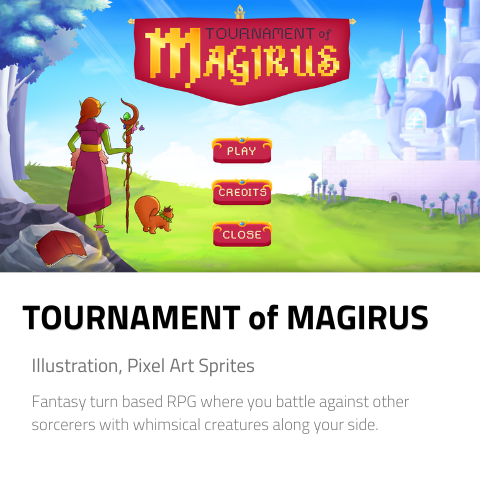 TOURNAMENT of
MAGIRUS
PLAY
CREDITS
CLOSE
TOURNAMENT of MAGIRUS
Illustration, Pixel Art Sprites
Fantasy turn based RPG where you battle against other
sorcerers with whimsical creatures along your side.